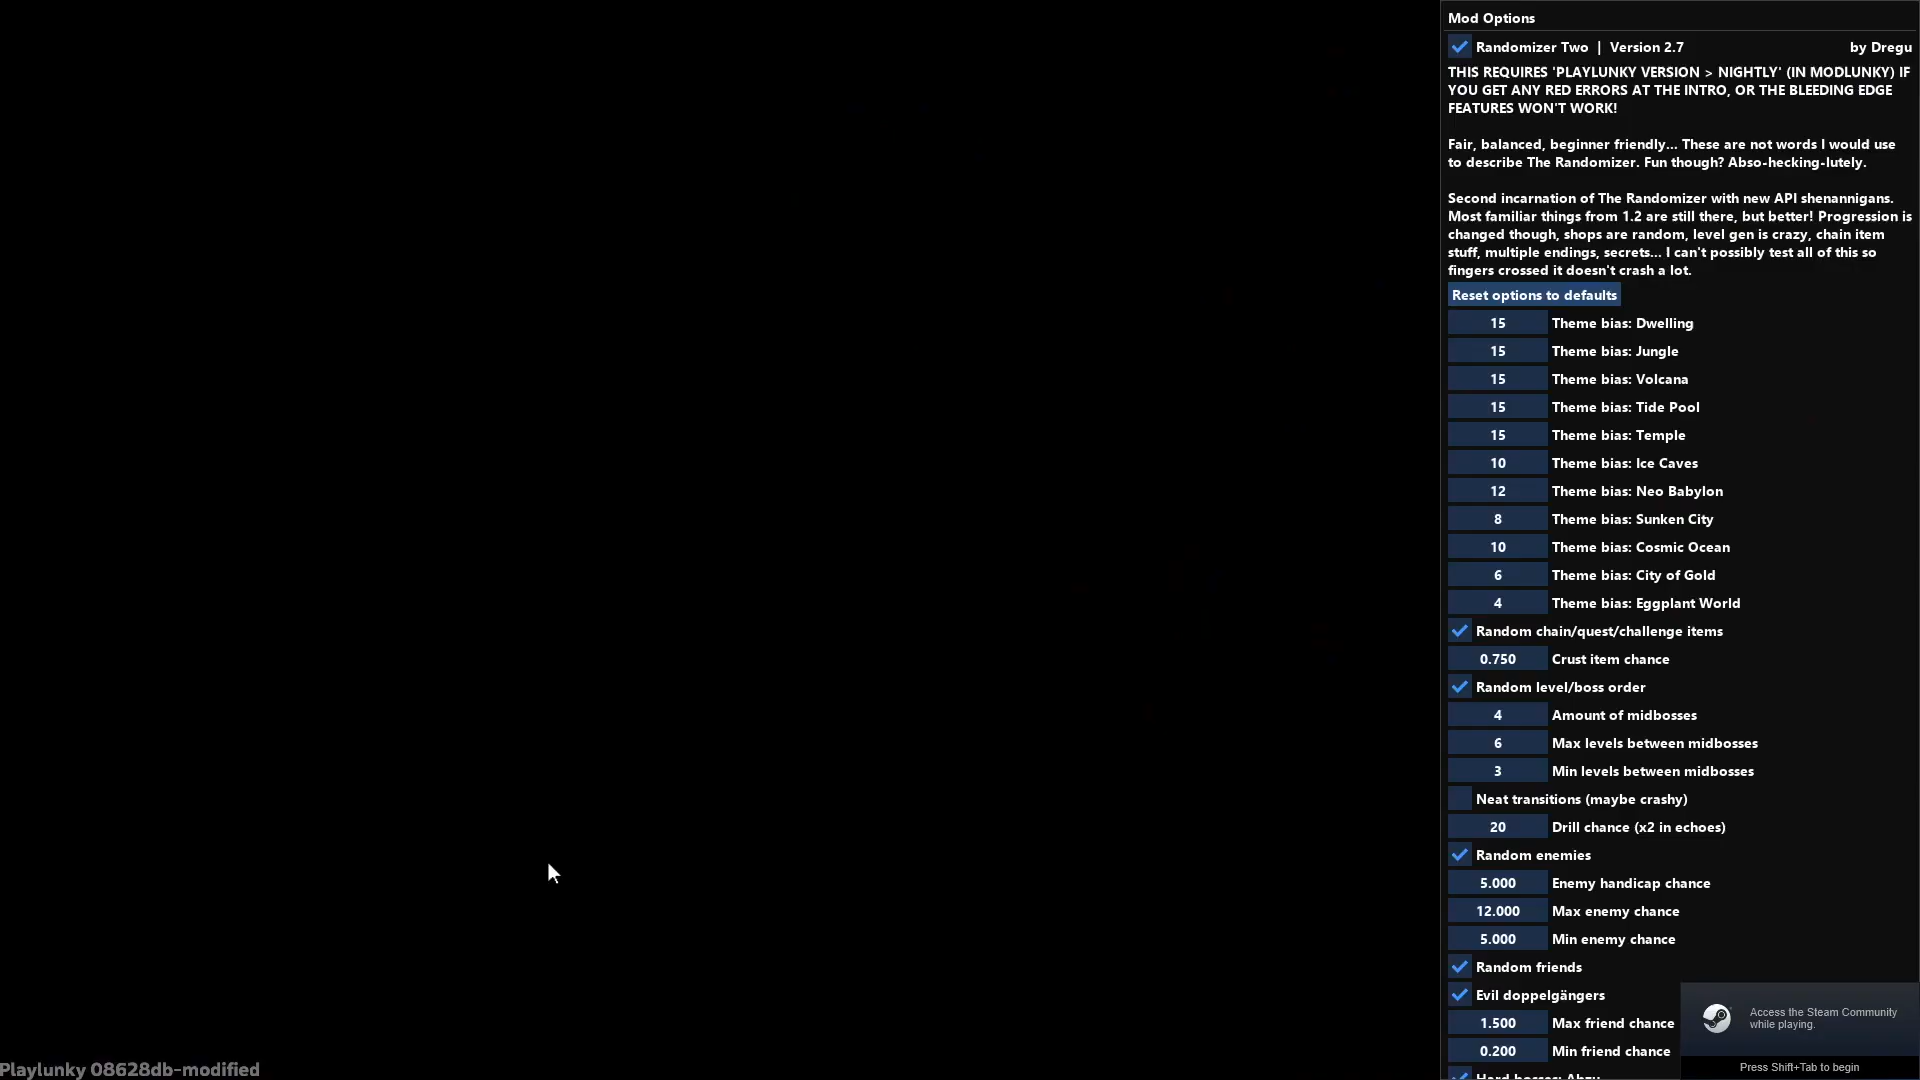 Mod Options
Randomizer Two | Version 2.7 by Dregu
THIS REQUIRES 'PLAYLUNKY VERSION > NIGHTLY' (IN MODLUNKY) IF
YOU GET ANY RED ERRORS AT THE INTRO, OR THE BLEEDING EDGE
FEATURES WON'T WORK!
Fair, balanced, beginner friendly... These are not words I would use
to describe The Randomizer. Fun though? Abso-hecking-lutely.
Second incarnation of The Randomizer with new API shenannigans.
Most familiar things from 1.2 are still there, but better! Progression is
changed though, shops are random, level gen is crazy, chain item
stuff, multiple endings, secrets... I can't possibly test all of this so
fingers crossed it doesn't crash a lot.
Reset options to defaults
15 Theme bias: Dwelling
15 Theme bias: Jungle
15 Theme bias: Volcana
15 Theme bias: Tide Pool
15 Theme bias: Temple
10 Theme bias: Ice Caves
12 Theme bias: Neo Babylon
8 Theme bias: Sunken City
10 Theme bias: Cosmic Ocean
6 Theme bias: City of Gold
4 Theme bias: Eggplant World
Random chain/quest/challenge items
0.750 Crust item chance
Random level/boss order
4 Amount of midbosses
6 Max levels between midbosses
3 Min levels between midbosses
Neat transitions (maybe crashy)
20 Drill chance (x2 in echoes)
Random enemies
5.000 Enemy handicap chance
12.000 Max enemy chance
5.000 Min enemy chance
Random friends
Evil doppelgängers
1.500 Max friend chance
0.200 Min friend chance
Hard bosses: Abzu
Access the Steam Community
while playing.
Press Shift+Tab to begin
Playlunky 08628db-modified